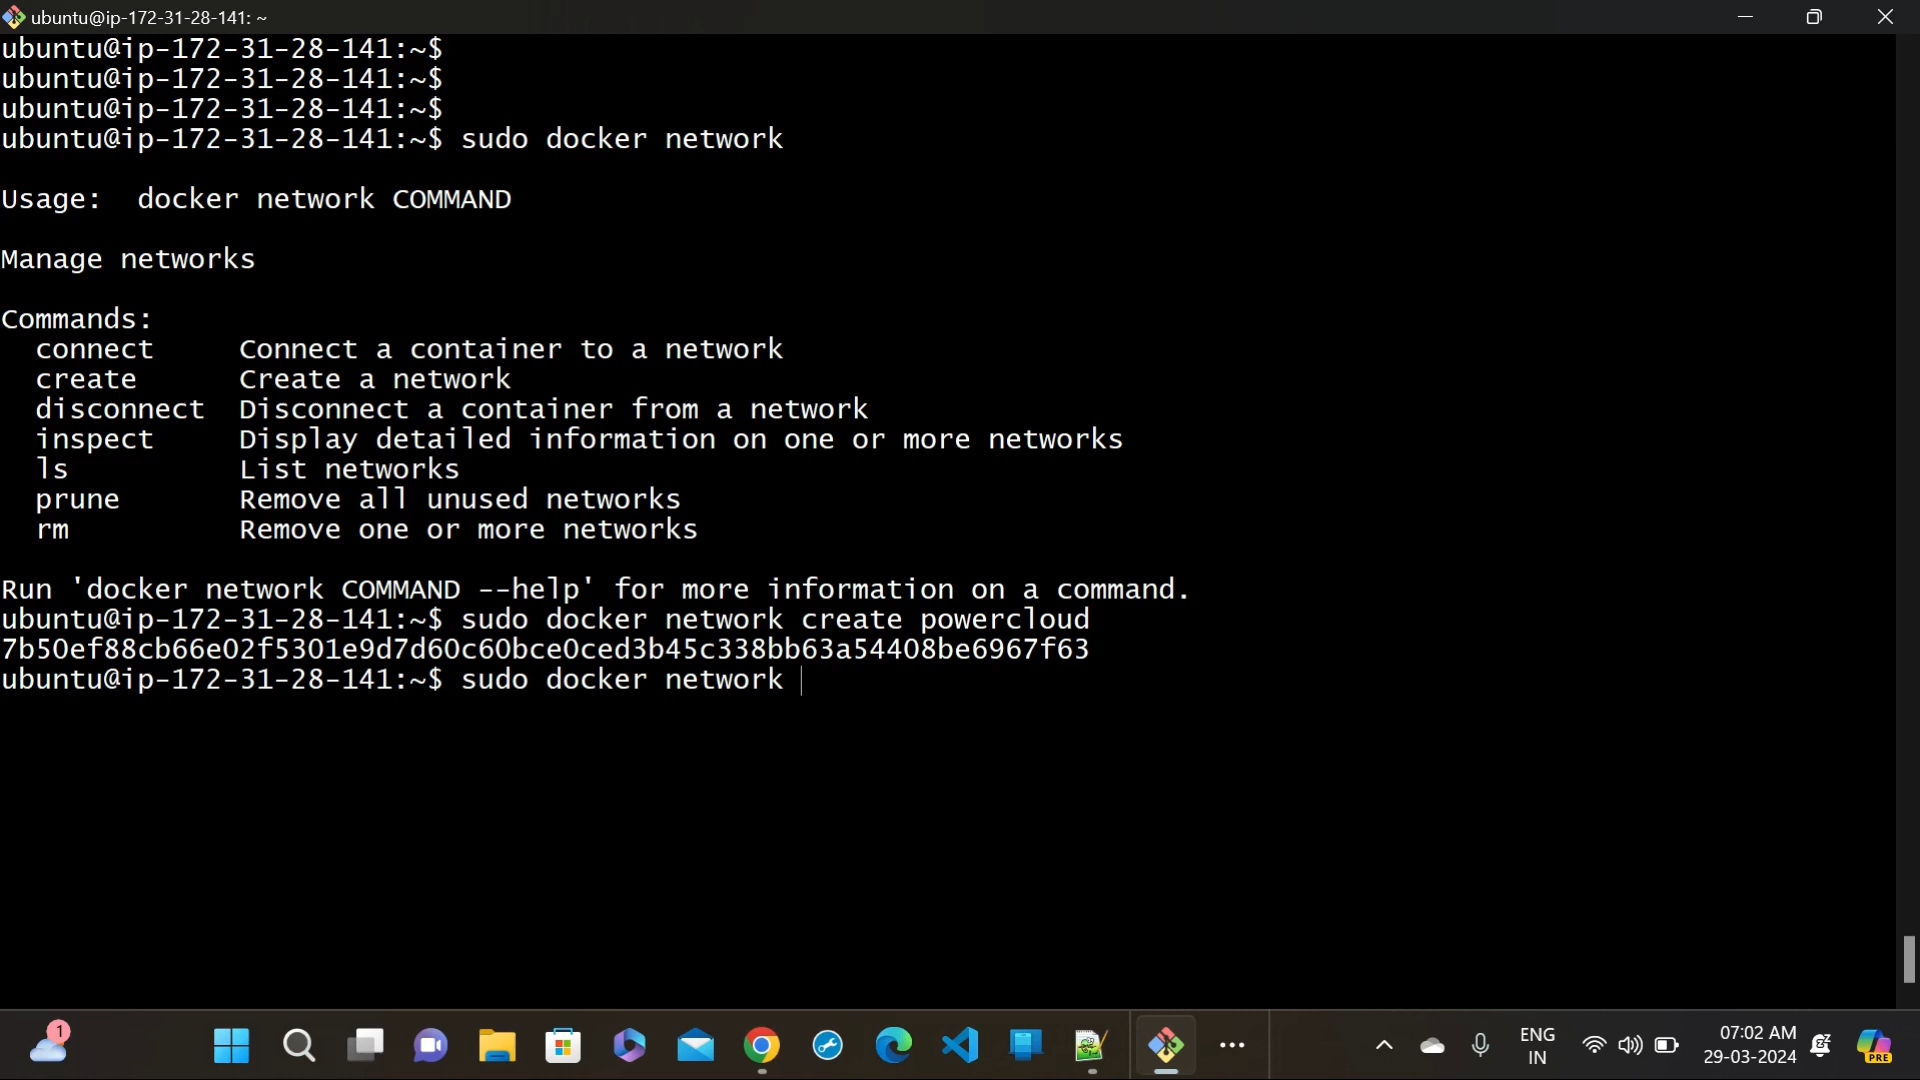 ubuntu@ip-172-31-28-141: ~
ubuntu@ip-172-31-28-141:~$
ubuntu@ip-172-31-28-141:~$
ubuntu@ip-172-31-28-141:~$
ubuntu@ip-172-31-28-141:~$ sudo docker network
Usage:  docker network COMMAND
Manage networks
Commands:
  connect     Connect a container to a network
  create      Create a network
  disconnect  Disconnect a container from a network
  inspect     Display detailed information on one or more networks
  ls          List networks
  prune       Remove all unused networks
  rm          Remove one or more networks
Run 'docker network COMMAND --help' for more information on a command.
ubuntu@ip-172-31-28-141:~$ sudo docker network create powercloud
7b50ef88cb66e02f5301e9d7d60c60bce0ced3b45c338bb63a54408be6967f63
ubuntu@ip-172-31-28-141:~$ sudo docker network
1
ENG
IN
07:02 AM
29-03-2024
PRE